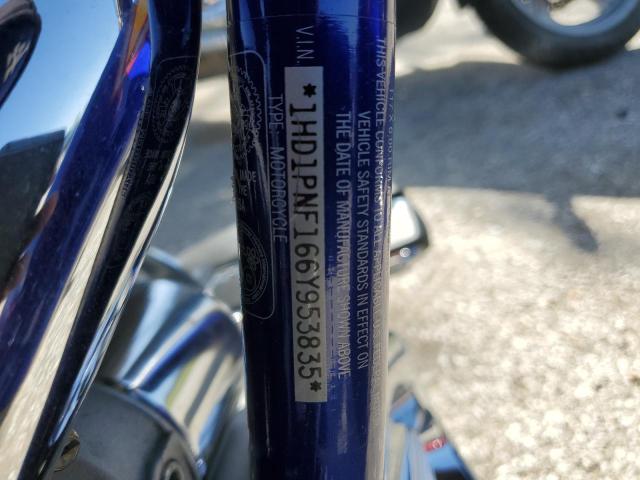 V.I.N.
*1HD1PNF166Y953835*
TYPE: MOTORCYCLE
THIS VEHICLE CONFORMS TO ALL APPLICABLE
VEHICLE SAFETY STANDARDS IN EFFECT ON
THE DATE OF MANUFACTURE SHOWN ABOVE
MADE